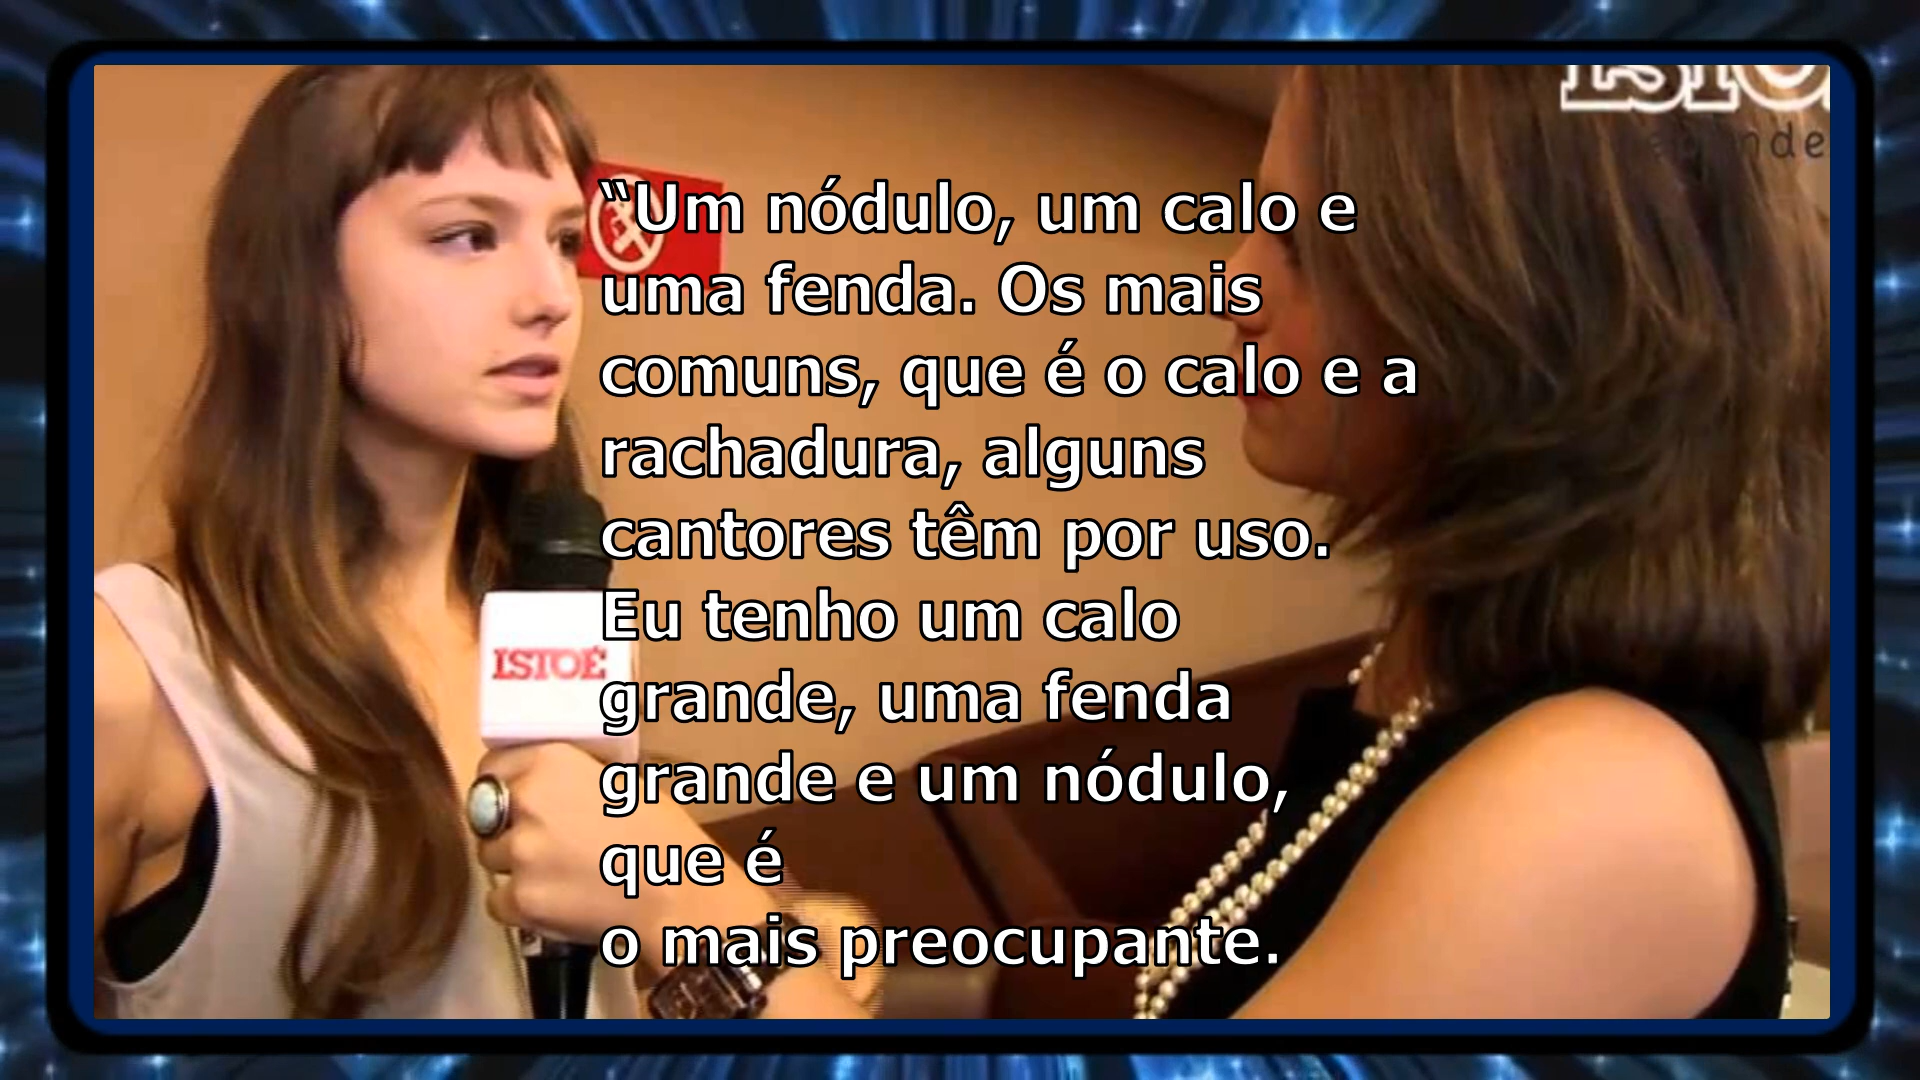 “Um nódulo, um calo e
uma fenda. Os mais
comuns, que é o calo e a
rachadura, alguns
cantores têm por uso.
Eu tenho um calo
grande, uma fenda
grande e um nódulo,
que é
o mais preocupante.
ISTOÉ